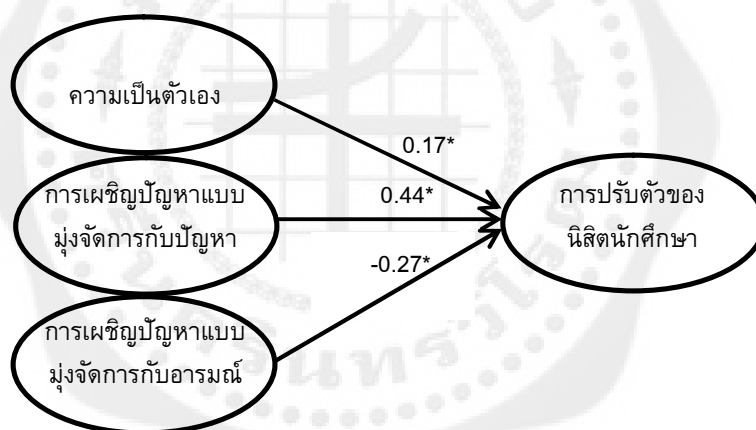 ความเป็นตัวเอง
0.17*
การเผชิญปัญหาแบบ
มุ่งจัดการกับปัญหา
0.44*
การปรับตัวของ
นิสิตนักศึกษา
-0.27*
การเผชิญปัญหาแบบ
มุ่งจัดการกับอารมณ์